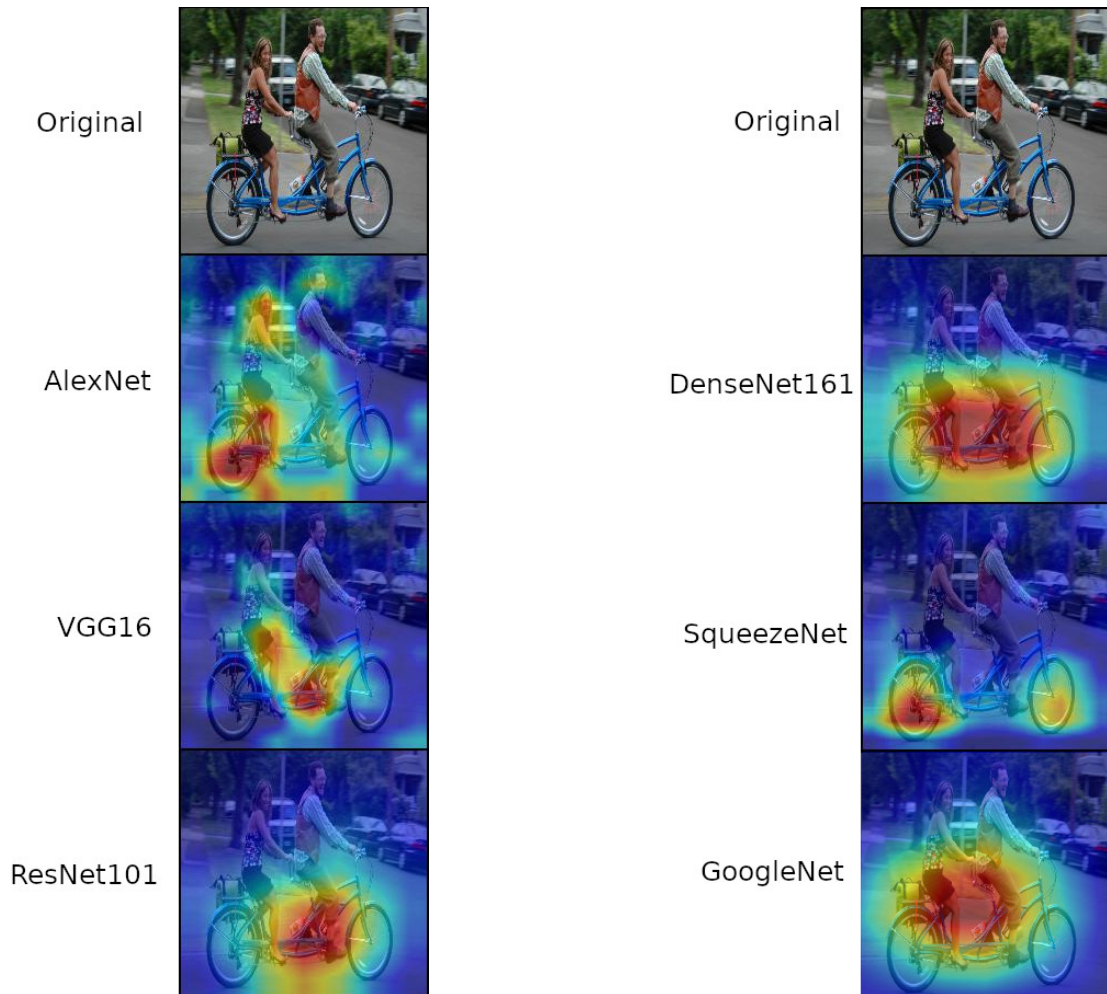 Original
AlexNet
VGG16
ResNet101
Original
DenseNet161
SqueezeNet
GoogleNet